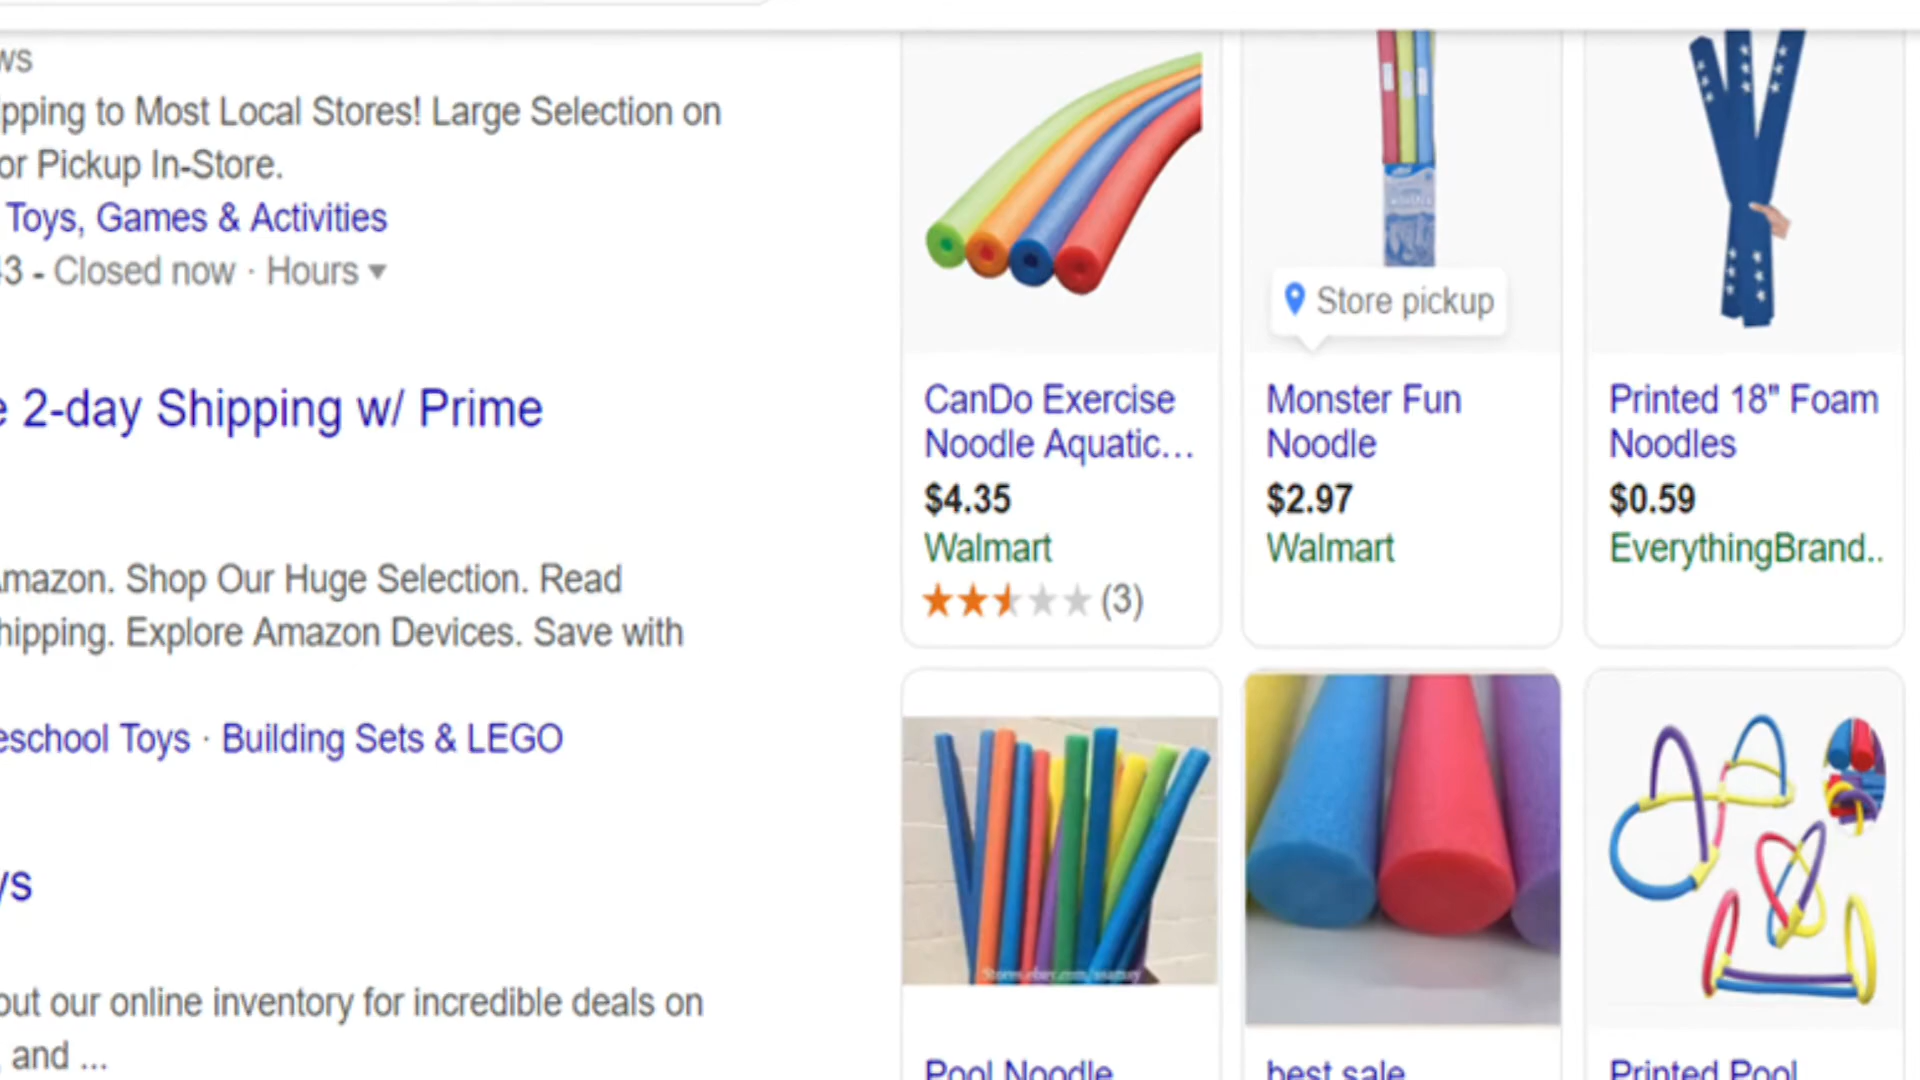 ws
pping to Most Local Stores! Large Selection on
or Pickup In-Store.
Toys, Games & Activities
43 - Closed now · Hours ▾
e 2-day Shipping w/ Prime
Amazon. Shop Our Huge Selection. Read
hipping. Explore Amazon Devices. Save with
eschool Toys · Building Sets & LEGO
ys
out our online inventory for incredible deals on
, and ...
Store pickup
CanDo Exercise
Noodle Aquatic...
$4.35
Walmart
(3)
Monster Fun
Noodle
$2.97
Walmart
Printed 18" Foam
Noodles
$0.59
EverythingBrand..
Pool Noodle
best sale
Printed Pool